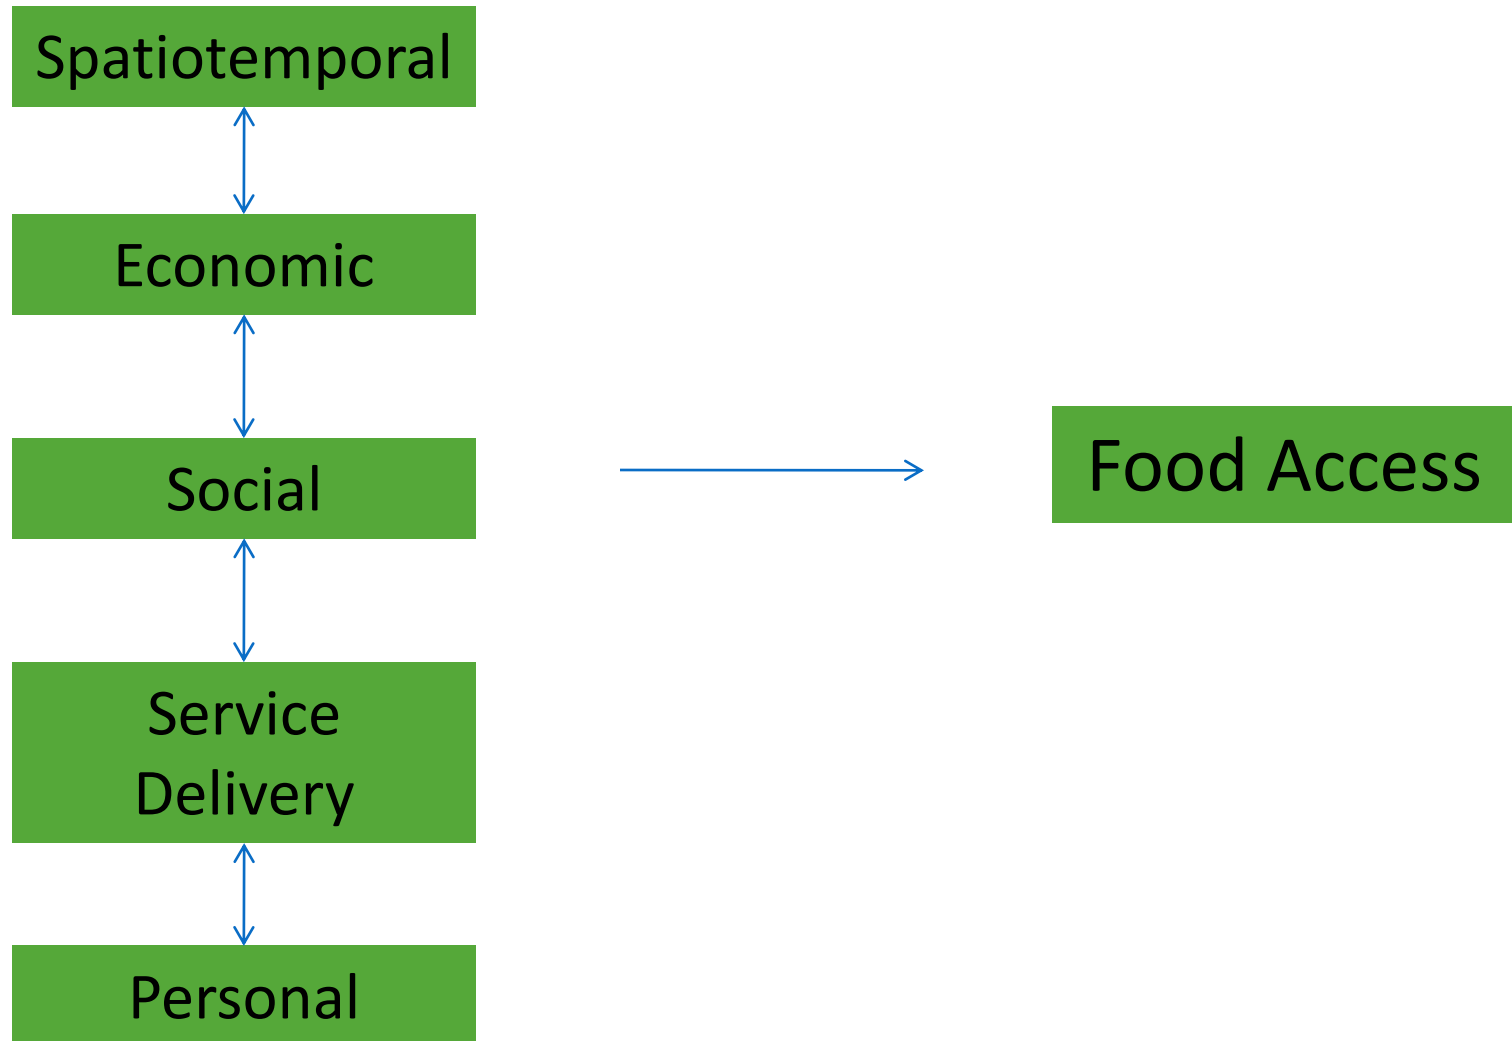 Spatiotemporal
Economic
Social
Food Access
Service
Delivery
Personal